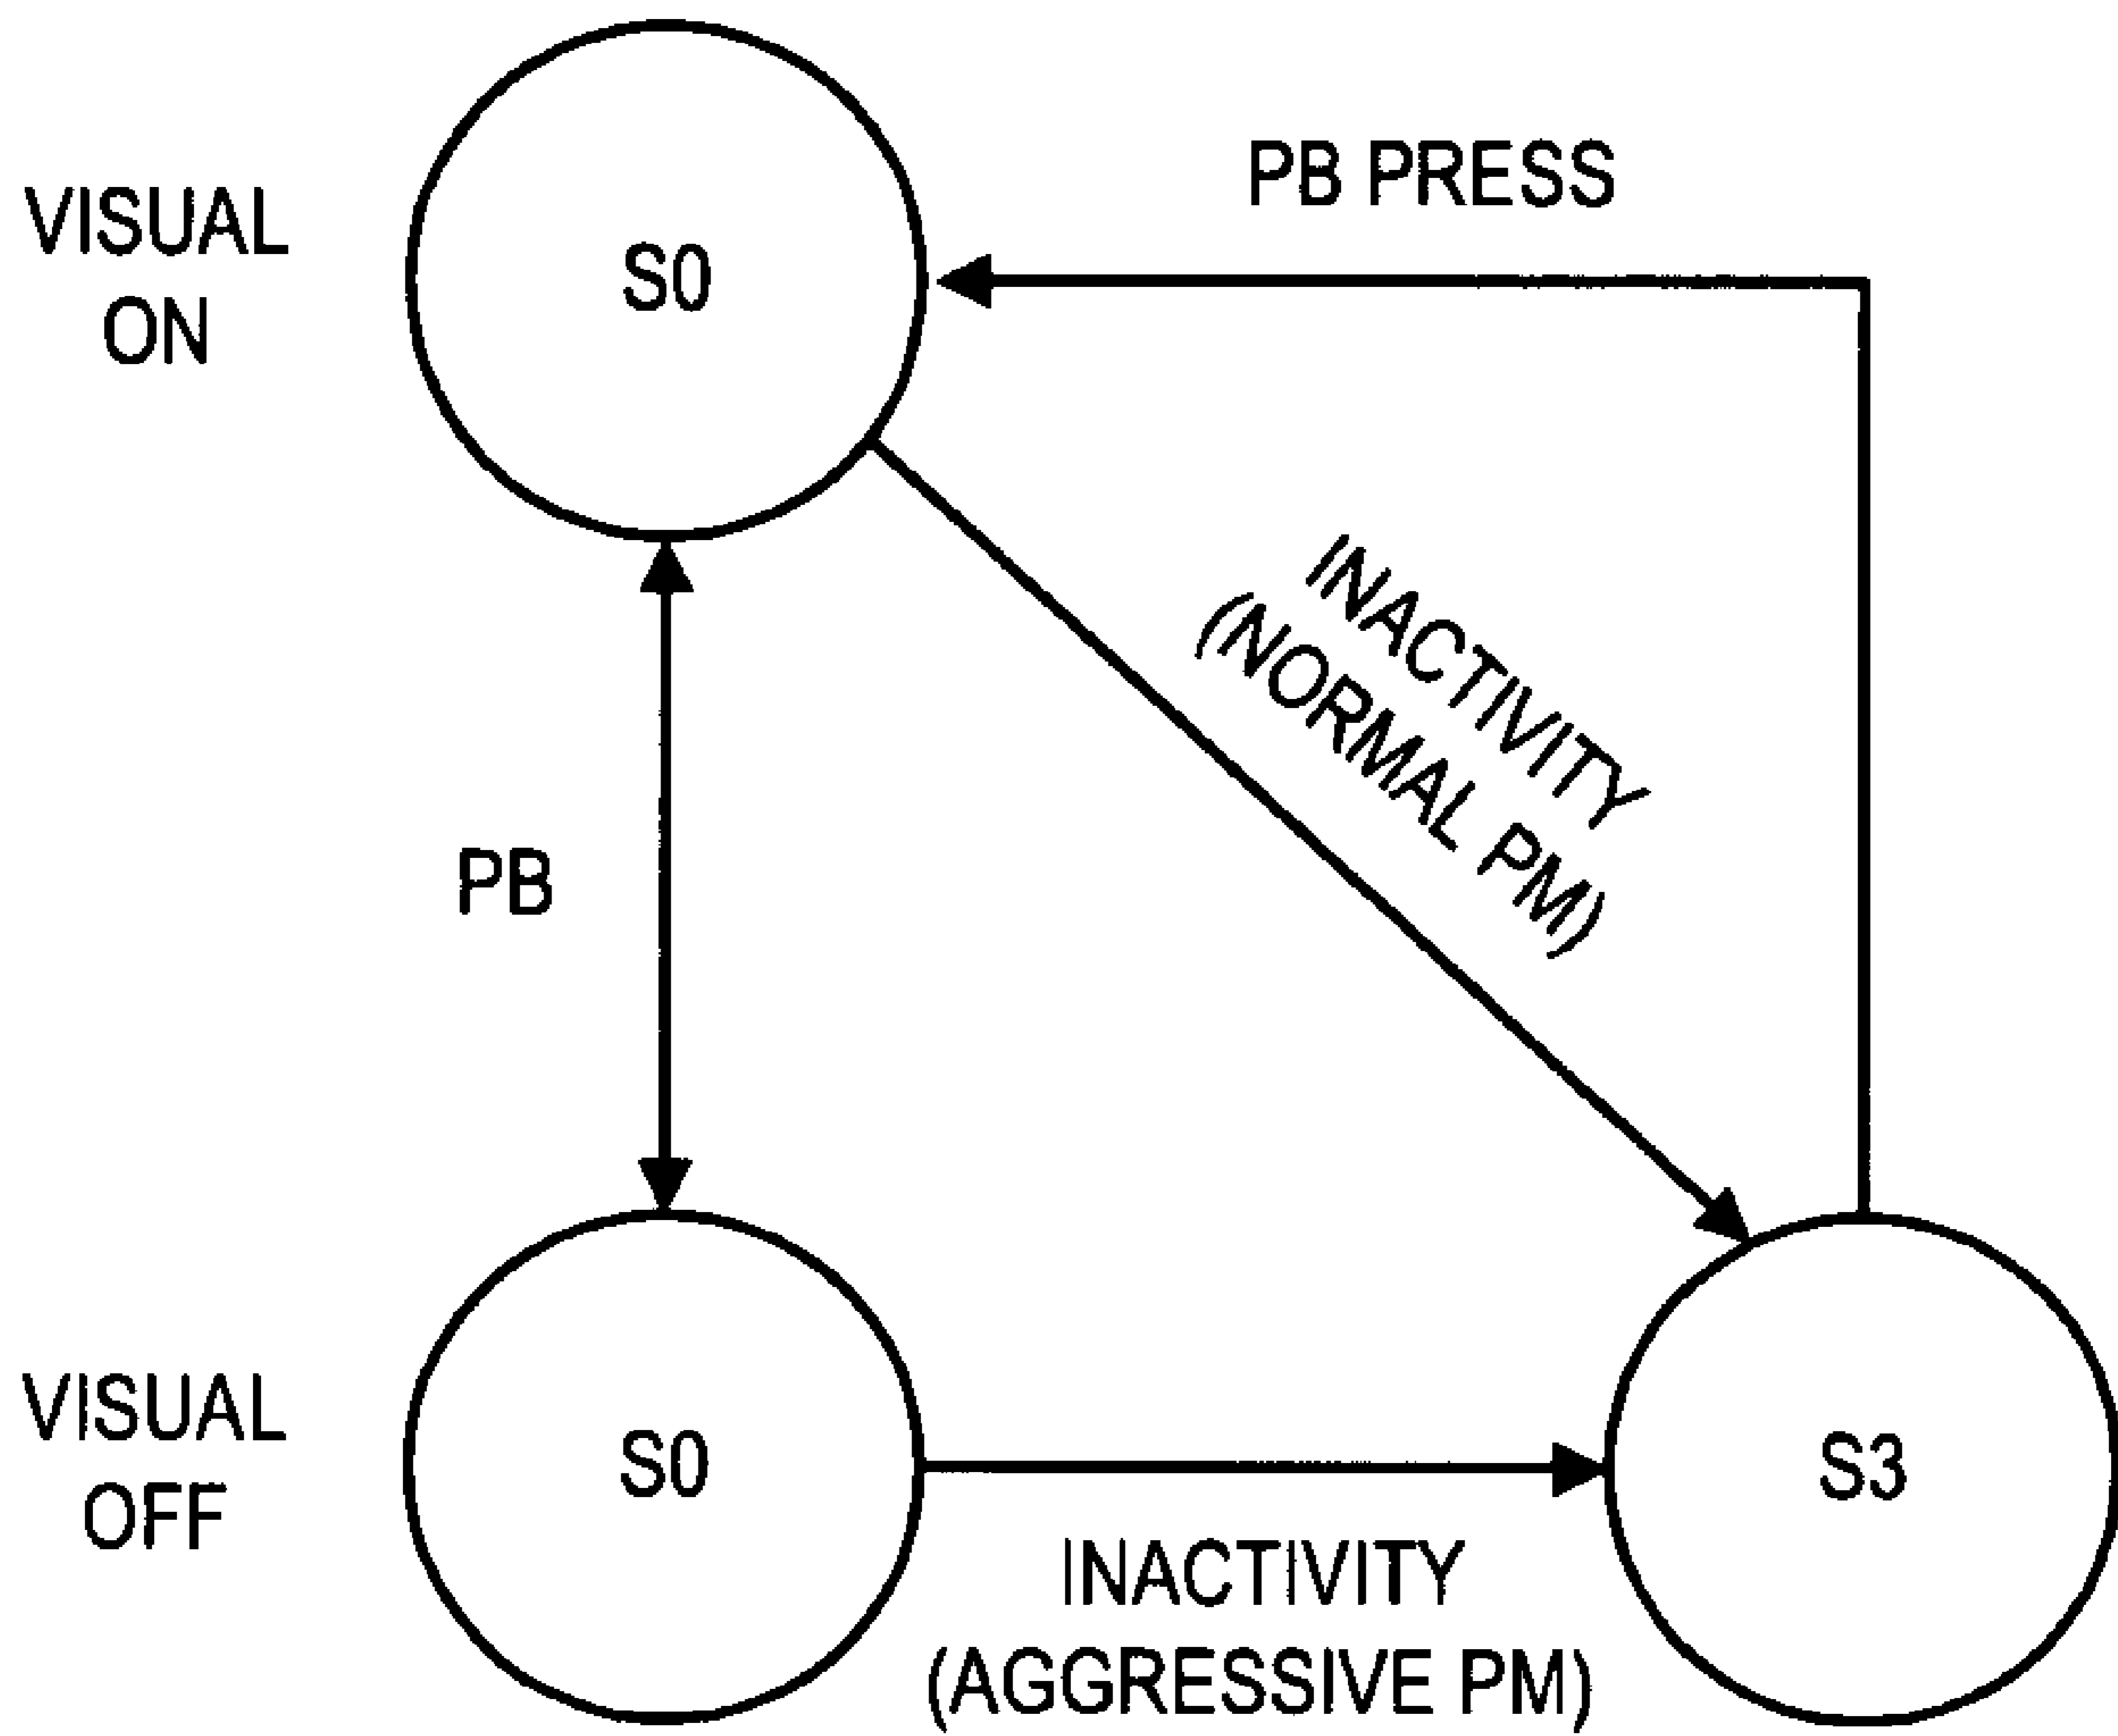 VISUAL
ON
S0
PB PRESS
INACTIVITY
(NORMAL PM)
PB
VISUAL
OFF
S0
S3
INACTIVITY
(AGGRESSIVE PM)